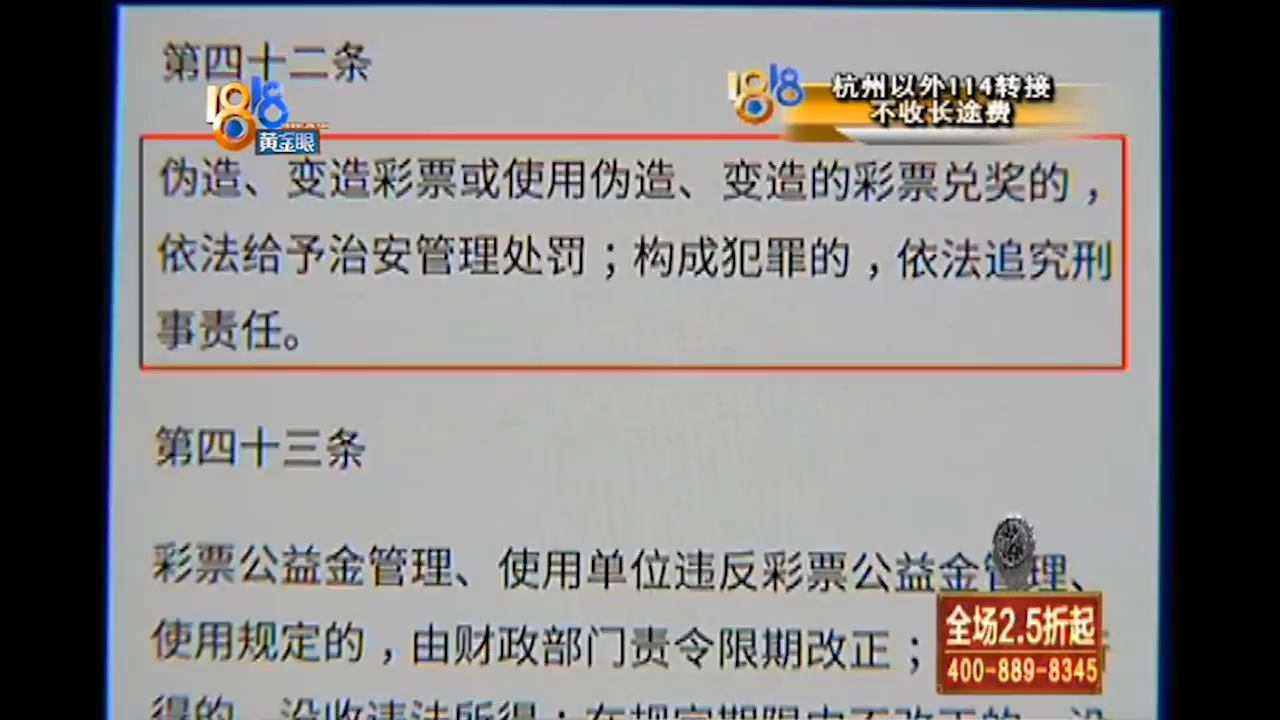 第四十二条
1818
黄金眼
1818
杭州以外114转接
不收长途费
伪造、变造彩票或使用伪造、变造的彩票兑奖的，
依法给予治安管理处罚；构成犯罪的，依法追究刑
事责任。
第四十三条
彩票公益金管理、使用单位违反彩票公益金管理、
使用规定的，由财政部门责令限期改正；
全场2.5折起
400-889-8345